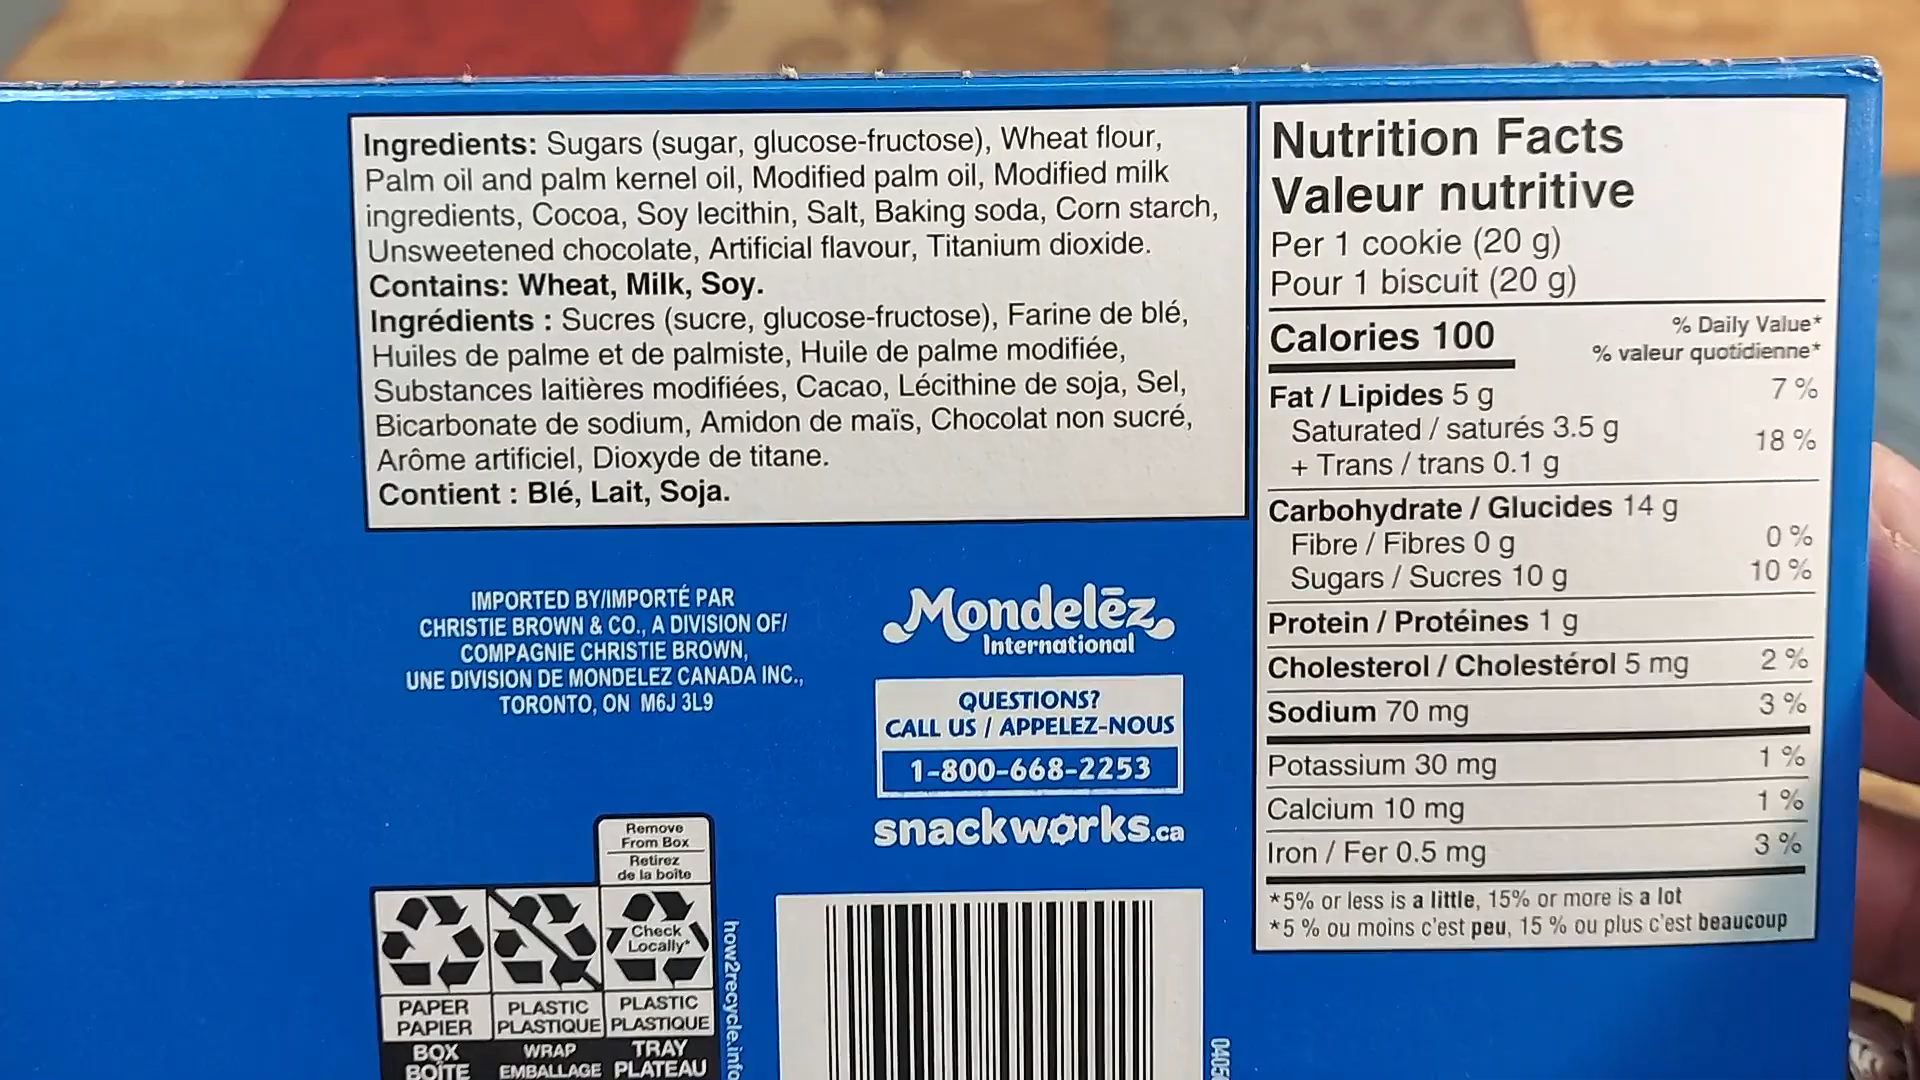 Ingredients: Sugars (sugar, glucose-fructose), Wheat flour,
Palm oil and palm kernel oil, Modified palm oil, Modified milk
ingredients, Cocoa, Soy lecithin, Salt, Baking soda, Corn starch,
Unsweetened chocolate, Artificial flavour, Titanium dioxide.
Contains: Wheat, Milk, Soy.
Ingrédients : Sucres (sucre, glucose-fructose), Farine de blé,
Huiles de palme et de palmiste, Huile de palme modifiée,
Substances laitières modifiées, Cacao, Lécithine de soja, Sel,
Bicarbonate de sodium, Amidon de maïs, Chocolat non sucré,
Arôme artificiel, Dioxyde de titane.
Contient : Blé, Lait, Soja.
IMPORTED BY/IMPORTÉ PAR
CHRISTIE BROWN & CO., A DIVISION OF/
COMPAGNIE CHRISTIE BROWN,
UNE DIVISION DE MONDELEZ CANADA INC.,
TORONTO, ON M6J 3L9
Mondelēz
International
QUESTIONS?
CALL US / APPELEZ-NOUS
1-800-668-2253
snackworks.ca
Remove
From Box
Retirez
de la boîte
Check
Locally*
PAPER
PAPIER
BOX
BOÎTE
PLASTIC
PLASTIQUE
WRAP
EMBALLAGE
PLASTIC
PLASTIQUE
TRAY
PLATEAU
how2recycle.info
Nutrition Facts
Valeur nutritive
Per 1 cookie (20 g)
Pour 1 biscuit (20 g)
Calories 100
% Daily Value*
% valeur quotidienne*
Fat / Lipides 5 g 7 %
Saturated / saturés 3.5 g
+ Trans / trans 0.1 g 18 %
Carbohydrate / Glucides 14 g
Fibre / Fibres 0 g 0 %
Sugars / Sucres 10 g 10 %
Protein / Protéines 1 g
Cholesterol / Cholestérol 5 mg 2 %
Sodium 70 mg 3 %
Potassium 30 mg 1 %
Calcium 10 mg 1 %
Iron / Fer 0.5 mg 3 %
*5% or less is a little, 15% or more is a lot
*5 % ou moins c'est peu, 15 % ou plus c'est beaucoup